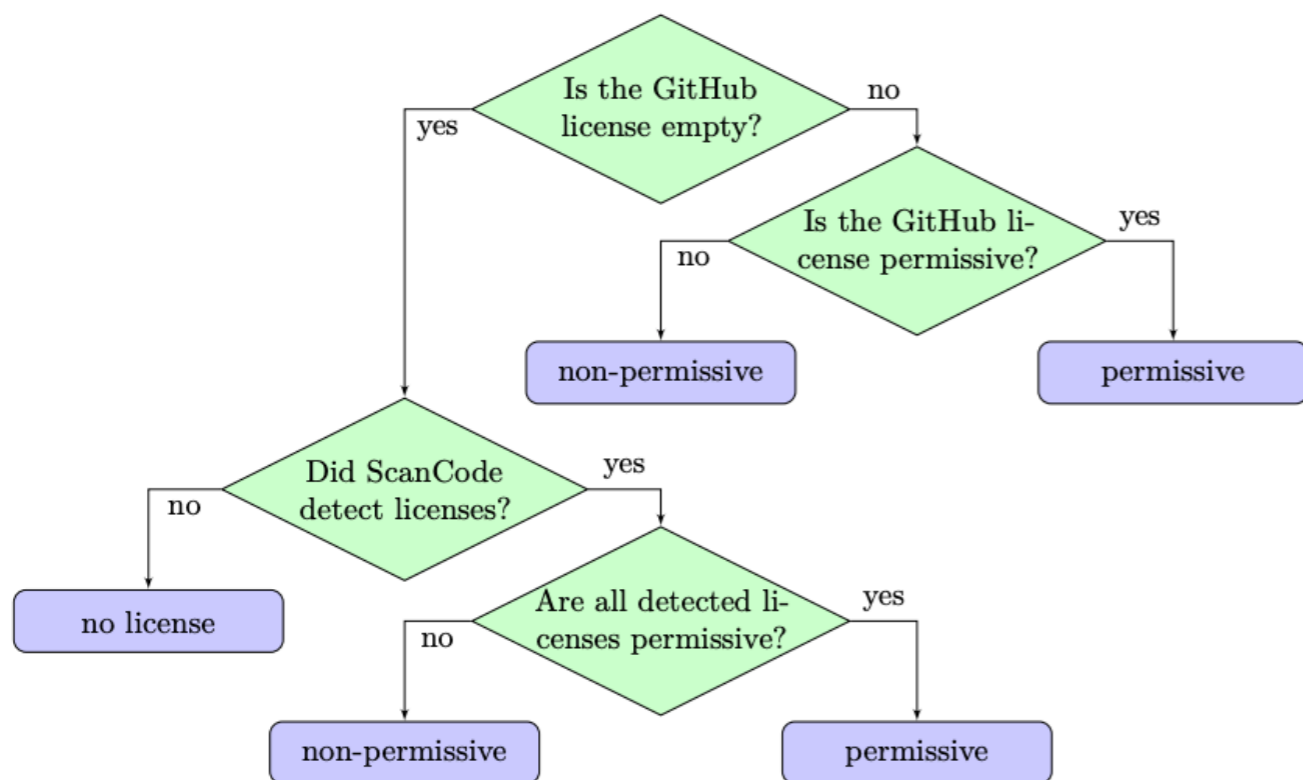 Is the GitHub
license empty?
yes
no
Is the GitHub li-
cense permissive?
no
yes
non-permissive
permissive
Did ScanCode
detect licenses?
no
yes
no license
Are all detected li-
censes permissive?
no
yes
non-permissive
permissive